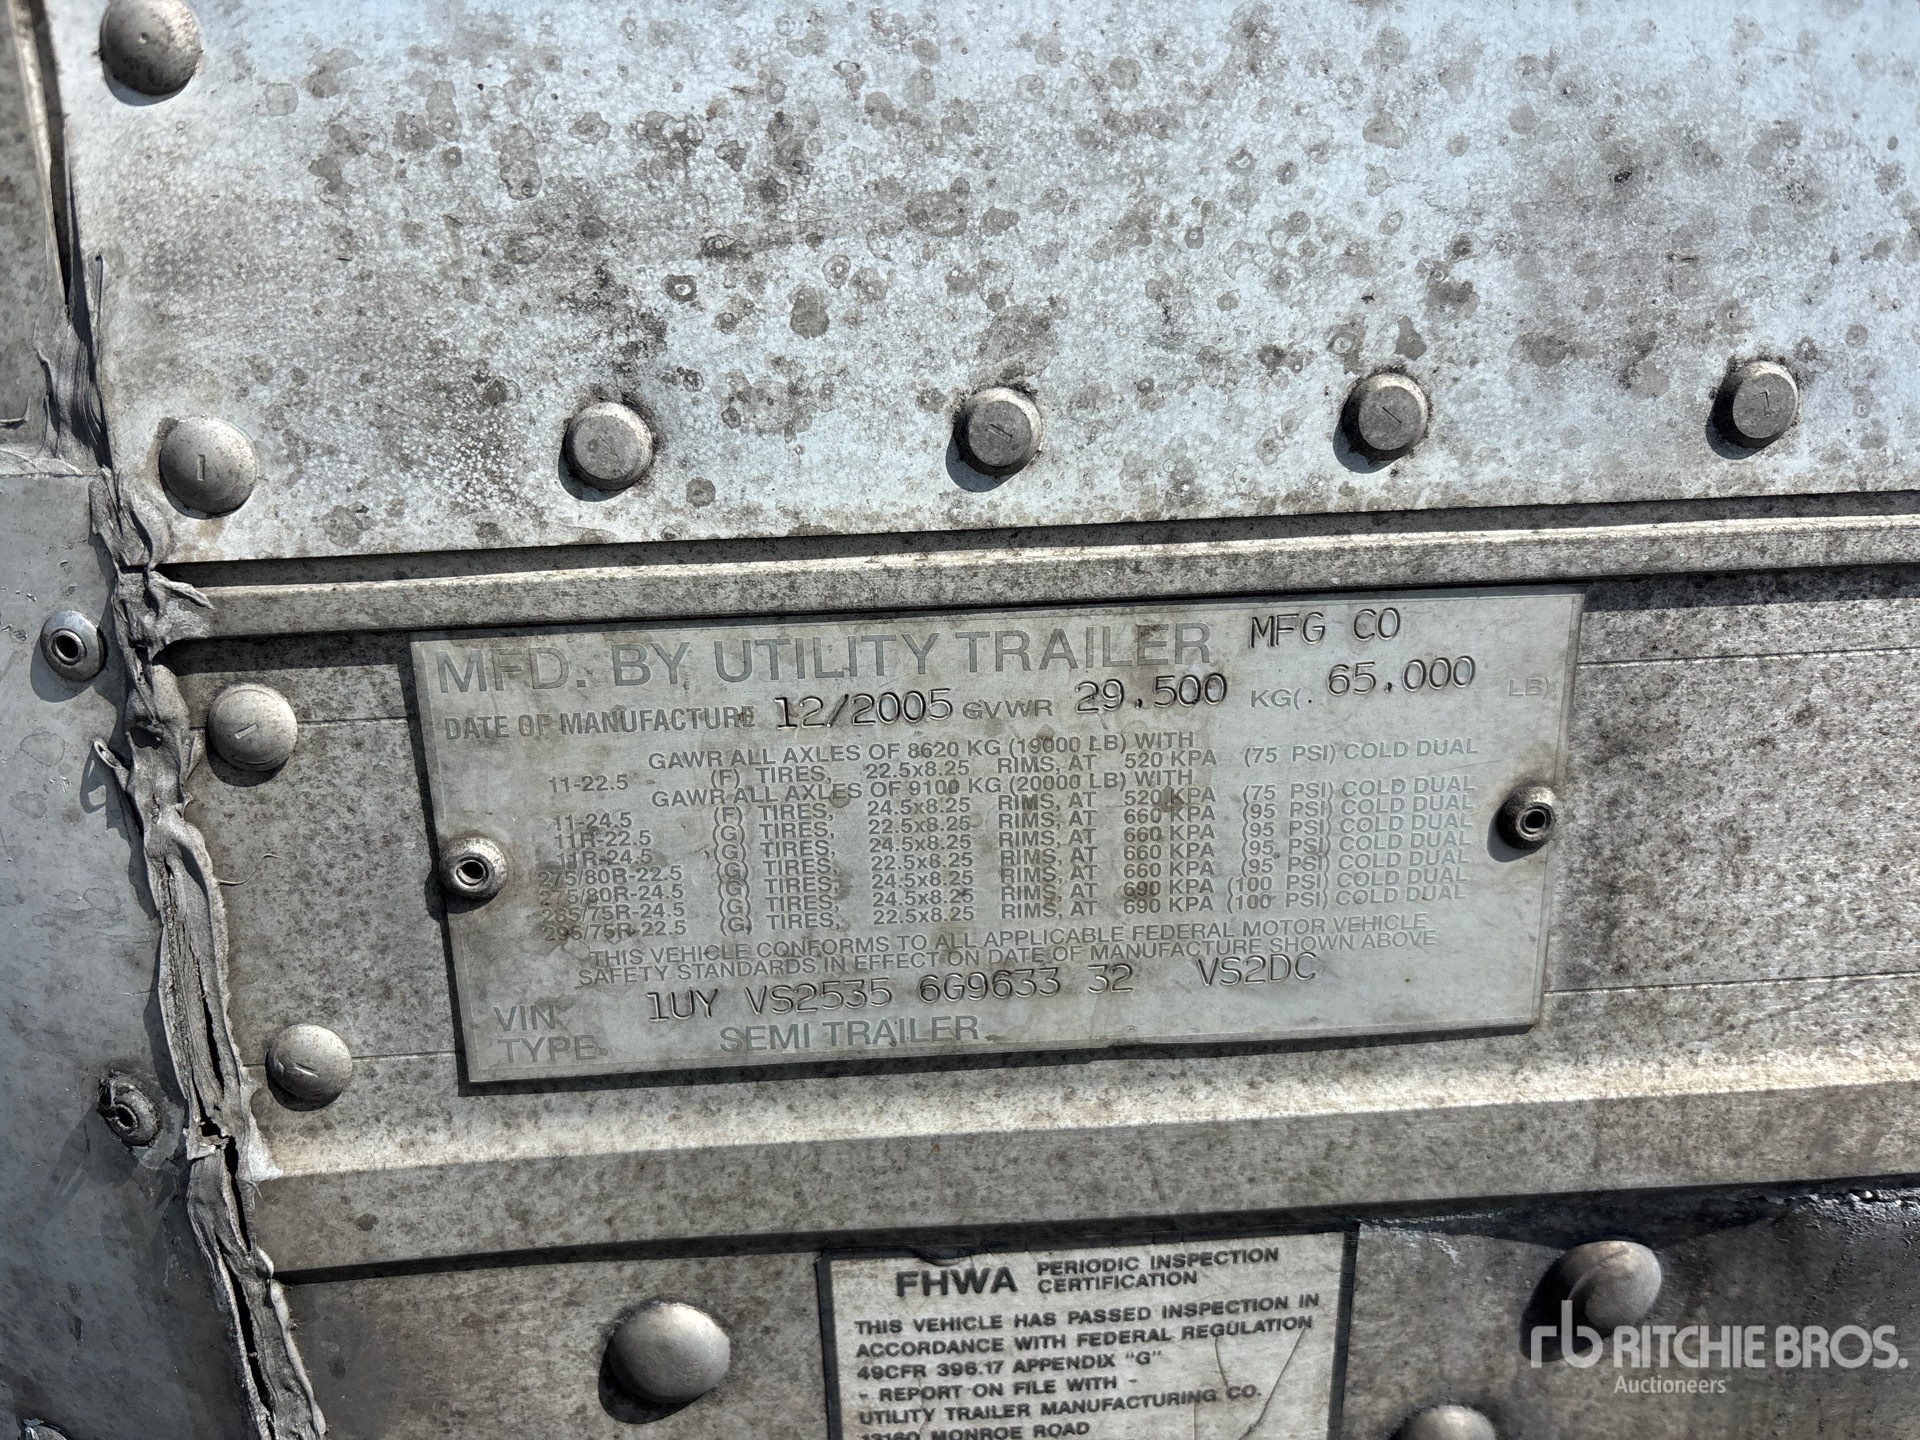 MFD. BY UTILITY TRAILER MFG CO
DATE OF MANUFACTURE 12/2005 GVWR 29.500 KG(. 65.000 LB)
GAWR ALL AXLES OF 8620 KG (19000 LB) WITH
11-22.5 - (F) TIRES, 22.5x8.25 RIMS, AT 520 KPA (75 PSI) COLD DUAL
GAWR ALL AXLES OF 9100 KG (20000 LB) WITH
11-24.5 (F) TIRES, 24.5x8.25 RIMS, AT 520 KPA (75 PSI) COLD DUAL
11R-22.5 (G) TIRES, 22.5x8.25 RIMS, AT 660 KPA (95 PSI) COLD DUAL
11R-24.5 (G) TIRES, 24.5x8.25 RIMS, AT 660 KPA (95 PSI) COLD DUAL
275/80R-22.5 (G) TIRES, 22.5x8.25 RIMS, AT 660 KPA (95 PSI) COLD DUAL
275/80R-24.5 (G) TIRES, 24.5x8.25 RIMS, AT 660 KPA (95 PSI) COLD DUAL
285/75R-24.5 (G) TIRES, 24.5x8.25 RIMS, AT 690 KPA (100 PSI) COLD DUAL
295/75R-22.5 (G) TIRES, 22.5x8.25 RIMS, AT 690 KPA (100 PSI) COLD DUAL
THIS VEHICLE CONFORMS TO ALL APPLICABLE FEDERAL MOTOR VEHICLE
SAFETY STANDARDS IN EFFECT ON DATE OF MANUFACTURE SHOWN ABOVE
VIN 1UY VS2535 6G9633 32 VS2DC
TYPE SEMI TRAILER
FHWA PERIODIC INSPECTION
CERTIFICATION
THIS VEHICLE HAS PASSED INSPECTION IN
ACCORDANCE WITH FEDERAL REGULATION
49CFR 396.17 APPENDIX "G"
- REPORT ON FILE WITH -
UTILITY TRAILER MANUFACTURING CO.
13160 MONROE ROAD
rb RITCHIE BROS.
Auctioneers